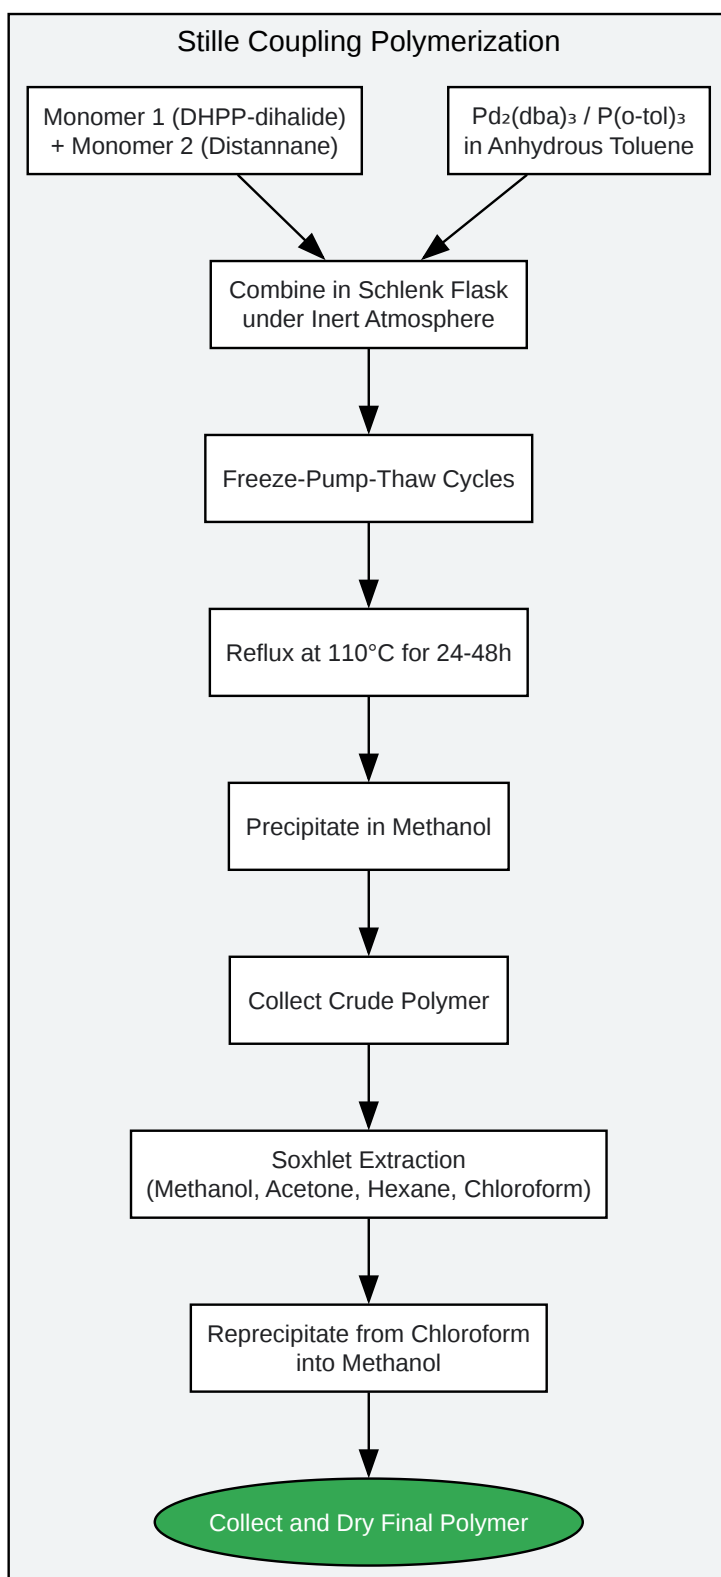 Stille Coupling Polymerization
Monomer 1 (DHPP-dihalide)
+ Monomer 2 (Distannane)
Pd₂(dba)₃ / P(o-tol)₃
in Anhydrous Toluene
Combine in Schlenk Flask
under Inert Atmosphere
Freeze-Pump-Thaw Cycles
Reflux at 110°C for 24-48h
Precipitate in Methanol
Collect Crude Polymer
Soxhlet Extraction
(Methanol, Acetone, Hexane, Chloroform)
Reprecipitate from Chloroform
into Methanol
Collect and Dry Final Polymer